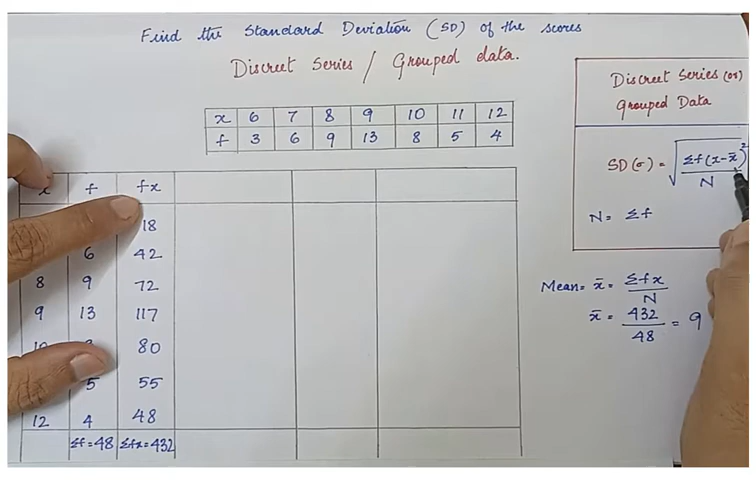 Find the Standard Deviation (SD) of the scores
Discreet Series / Grouped data.
x 6 7 8 9 10 11 12
f 3 6 9 13 8 5 4
Discreet Series (or)
Grouped Data
SD(σ) = √(Σf(x-x̄)²/N)
N = Σf
Mean = x̄ = Σfx/N
x̄ = 432/48 = 9
f fx
18
6 42
8 9 72
9 13 117
80
5 55
12 4 48
Σf=48 Σfx=432